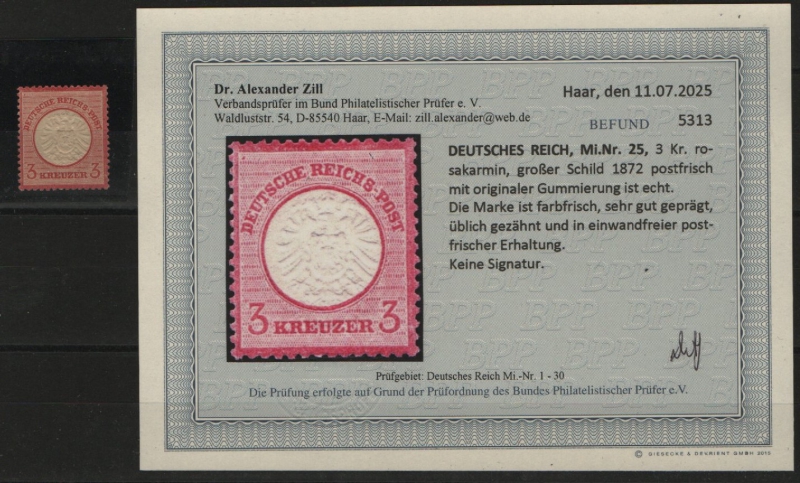 DEUTSCHE REICHS-POST
3 3
KREUZER
Dr. Alexander Zill
Verbandsprüfer im Bund Philatelistischer Prüfer e. V.
Waldluststr. 54, D-85540 Haar, E-Mail: zill.alexander@web.de
Haar, den 11.07.2025
BEFUND 5313
DEUTSCHE REICHS-POST
3 KREUZER 3
DEUTSCHES REICH, Mi.Nr. 25, 3 Kr. ro-
sakarmin, großer Schild 1872 postfrisch
mit originaler Gummierung ist echt.
Die Marke ist farbfrisch, sehr gut geprägt,
üblich gezähnt und in einwandfreier post-
frischer Erhaltung.
Keine Signatur.
Prüfgebiet: Deutsches Reich Mi.-Nr. 1 - 30
Die Prüfung erfolgte auf Grund der Prüfordnung des Bundes Philatelistischer Prüfer e.V.
BPP
© GIESECKE & DEVRIENT GMBH 2010